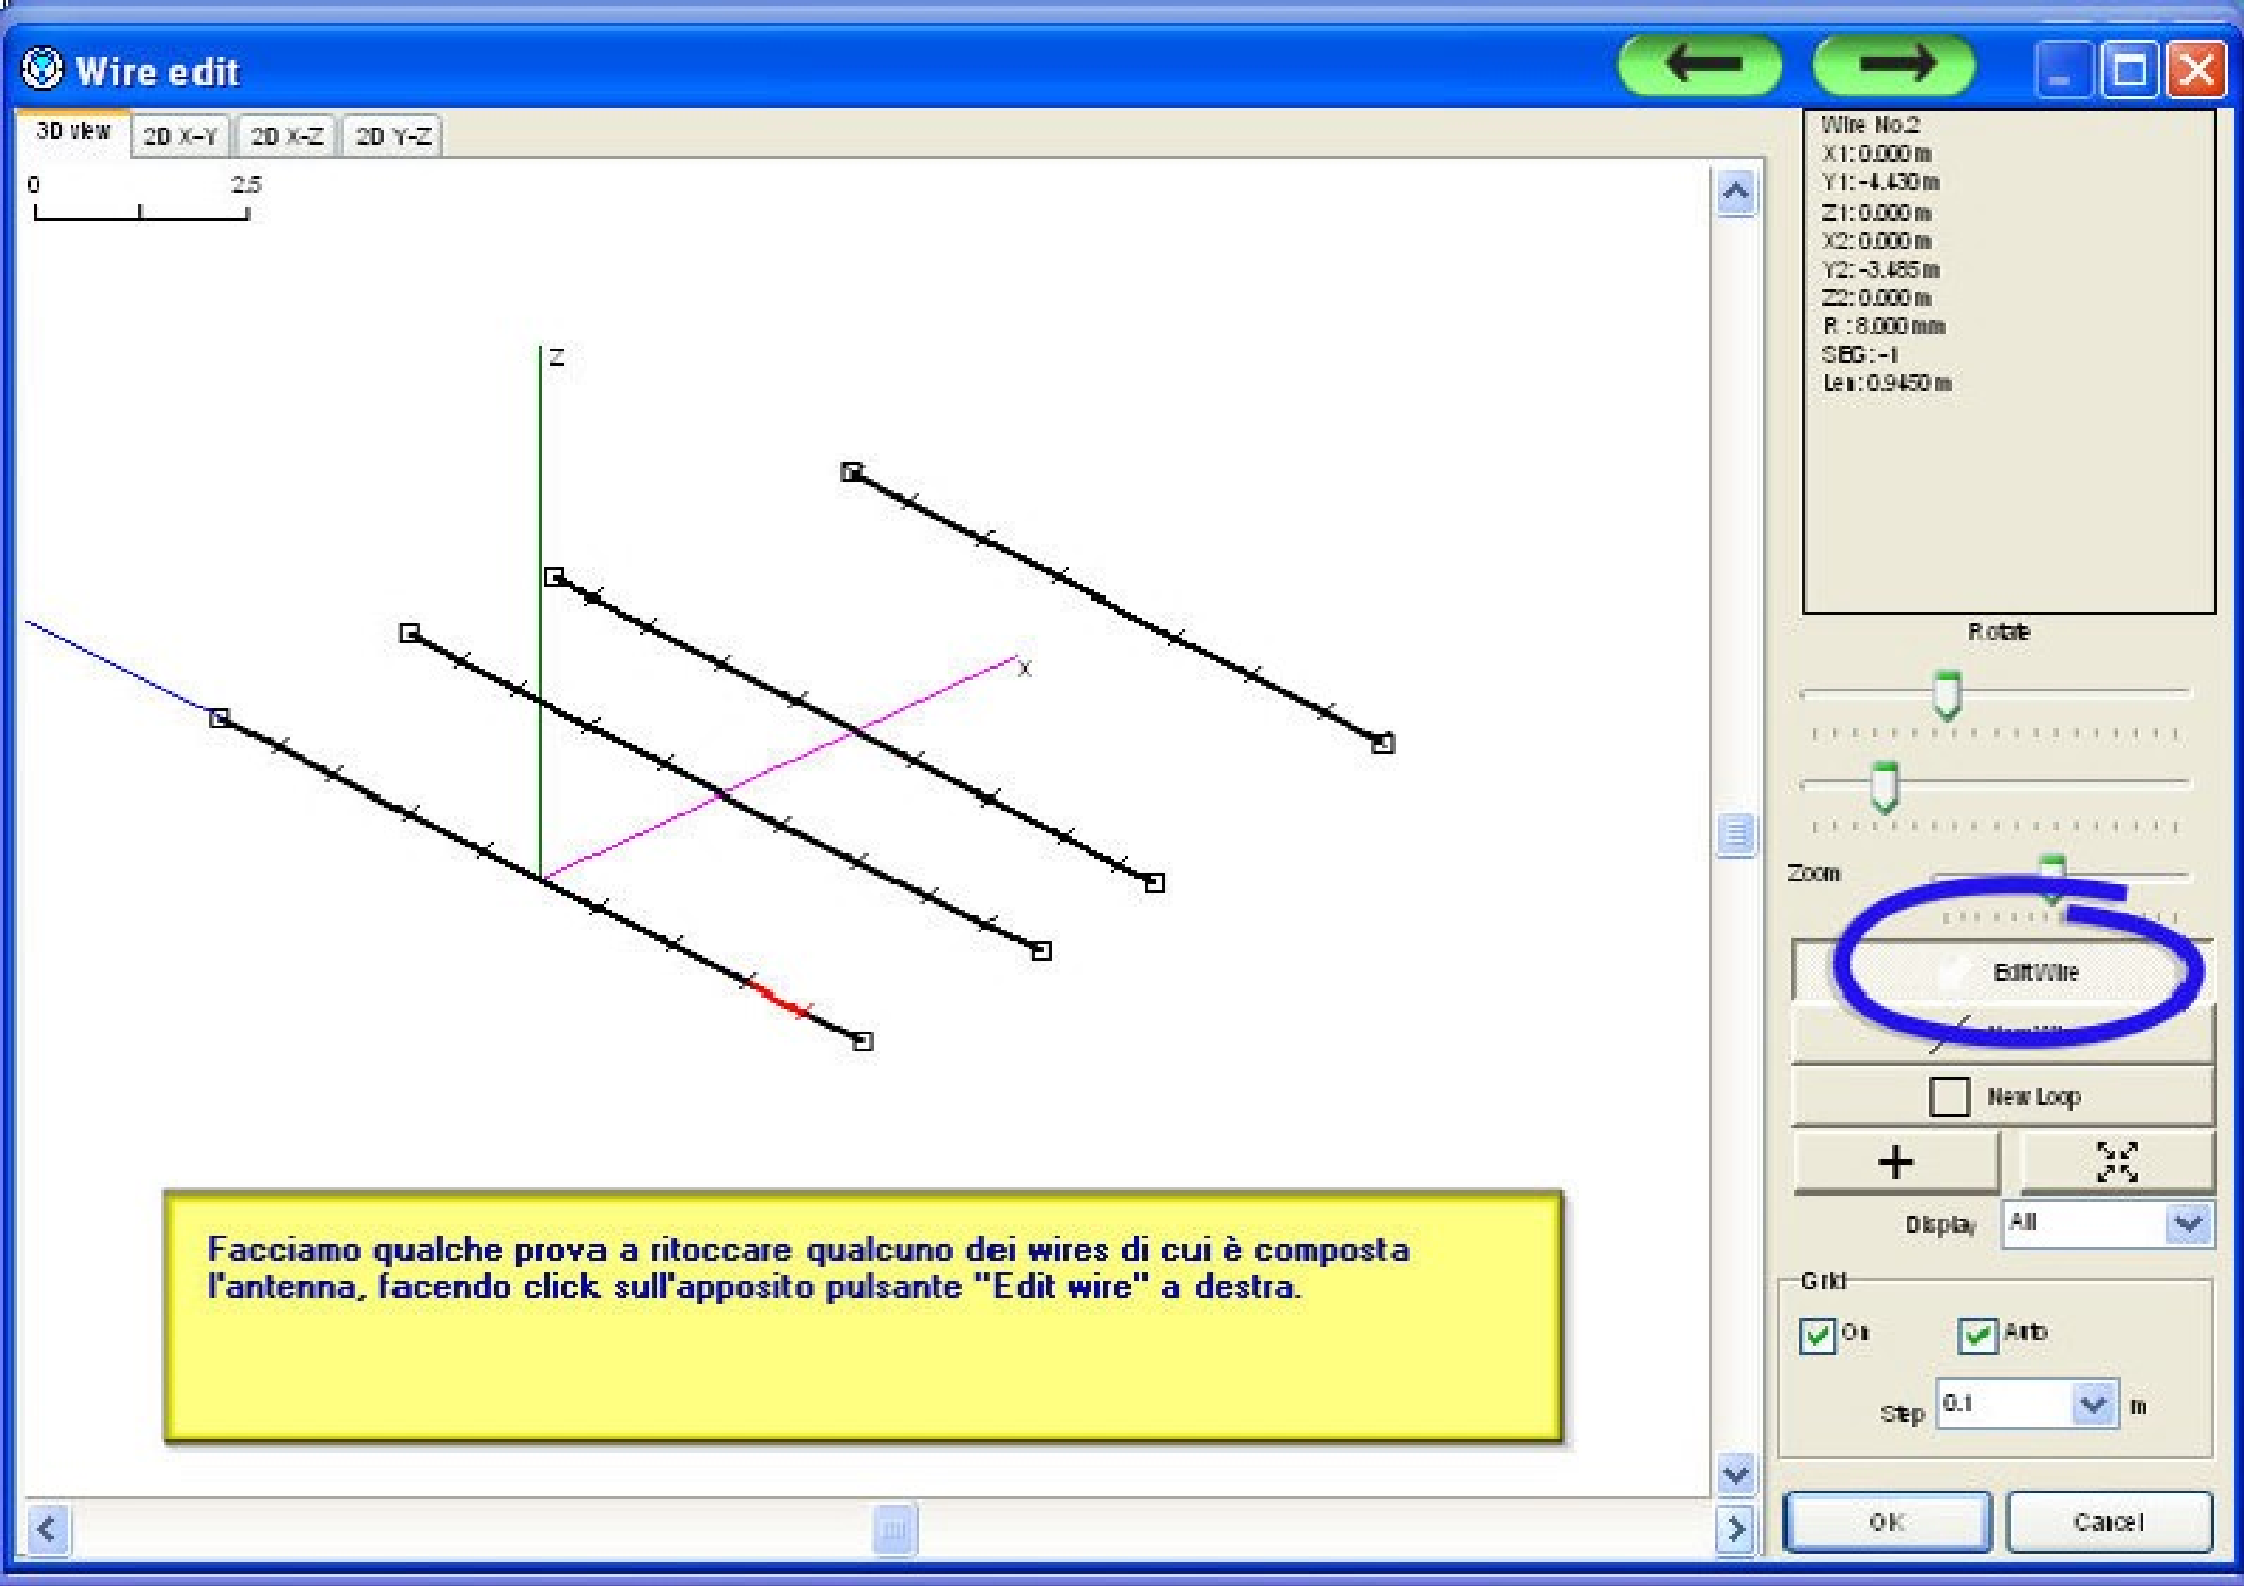 Wire edit
3D view 2D X-Y 2D X-Z 2D Y-Z
0 2.5
Z
X
Wire No.2
X1: 0.000 m
Y1: -4.430 m
Z1: 0.000 m
X2: 0.000 m
Y2: -3.485 m
Z2: 0.000 m
R : 8.000 mm
SEG: -1
Len: 0.9450 m
Rotate
Zoom
Edit Wire
New Loop
Display All
Grid
On Auto
Step 0.1 m
OK Cancel
Facciamo qualche prova a ritoccare qualcuno dei wires di cui è composta
l'antenna, facendo click sull'apposito pulsante "Edit wire" a destra.